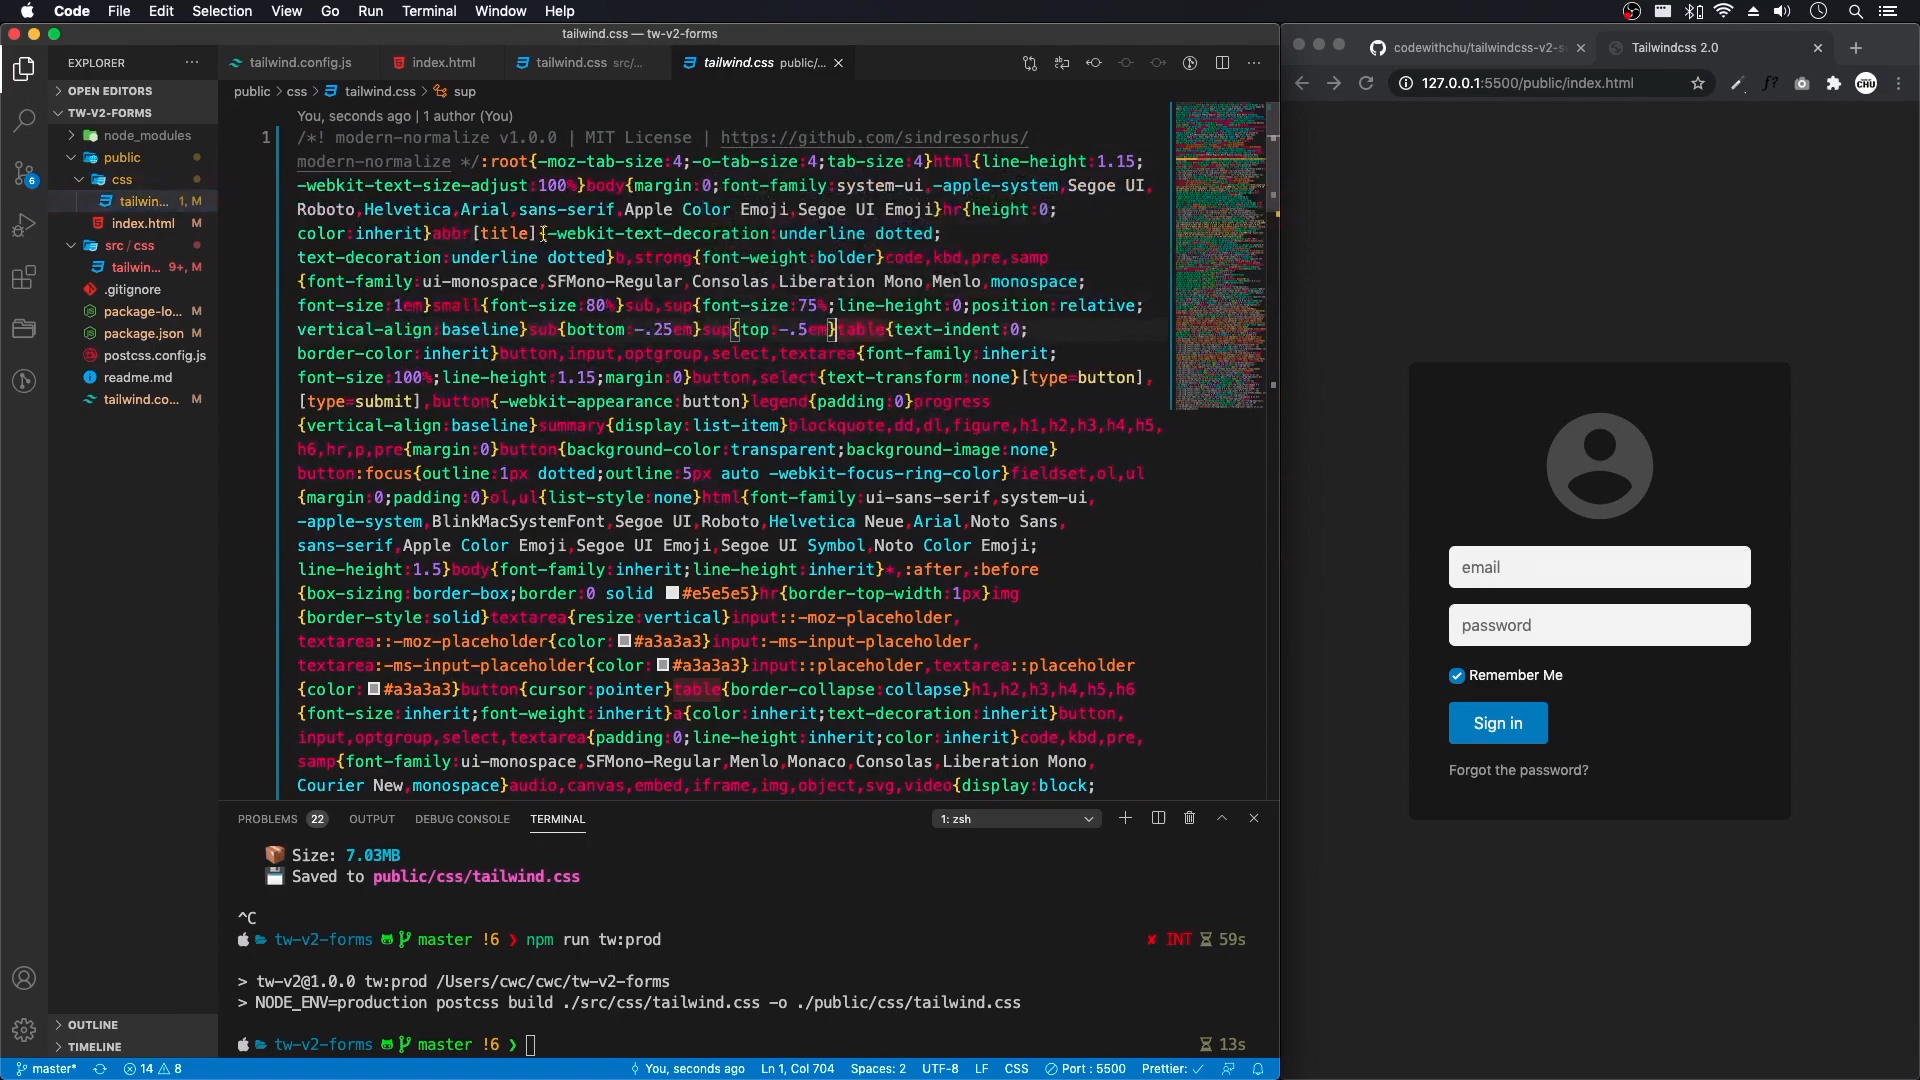 Code File Edit Selection View Go Run Terminal Window Help
tailwind.css — tw-v2-forms
EXPLORER
OPEN EDITORS
TW-V2-FORMS
node_modules
public
css
tailwin... 1, M
index.html M
src / css
tailwin... 9+, M
.gitignore
package-lo... M
package.json M
postcss.config.js
readme.md
tailwind.co... M
OUTLINE
TIMELINE
6
tailwind.config.js
index.html
tailwind.css src/...
tailwind.css public/...
public > css > tailwind.css > sup
You, seconds ago | 1 author (You)
1 /*! modern-normalize v1.0.0 | MIT License | https://github.com/sindresorhus/
modern-normalize */:root{-moz-tab-size:4;-o-tab-size:4;tab-size:4}html{line-height:1.15;
-webkit-text-size-adjust:100%}body{margin:0;font-family:system-ui,-apple-system,Segoe UI,
Roboto,Helvetica,Arial,sans-serif,Apple Color Emoji,Segoe UI Emoji}hr{height:0;
color:inherit}abbr[title]{-webkit-text-decoration:underline dotted;
text-decoration:underline dotted}b,strong{font-weight:bolder}code,kbd,pre,samp
{font-family:ui-monospace,SFMono-Regular,Consolas,Liberation Mono,Menlo,monospace;
font-size:1em}small{font-size:80%}sub,sup{font-size:75%;line-height:0;position:relative;
vertical-align:baseline}sub{bottom:-.25em}sup{top:-.5em}table{text-indent:0;
border-color:inherit}button,input,optgroup,select,textarea{font-family:inherit;
font-size:100%;line-height:1.15;margin:0}button,select{text-transform:none}[type=button],
[type=submit],button{-webkit-appearance:button}legend{padding:0}progress
{vertical-align:baseline}summary{display:list-item}blockquote,dd,dl,figure,h1,h2,h3,h4,h5,
h6,hr,p,pre{margin:0}button{background-color:transparent;background-image:none}
button:focus{outline:1px dotted;outline:5px auto -webkit-focus-ring-color}fieldset,ol,ul
{margin:0;padding:0}ol,ul{list-style:none}html{font-family:ui-sans-serif,system-ui,
-apple-system,BlinkMacSystemFont,Segoe UI,Roboto,Helvetica Neue,Arial,Noto Sans,
sans-serif,Apple Color Emoji,Segoe UI Emoji,Segoe UI Symbol,Noto Color Emoji;
line-height:1.5}body{font-family:inherit;line-height:inherit}*,:after,:before
{box-sizing:border-box;border:0 solid #e5e5e5}hr{border-top-width:1px}img
{border-style:solid}textarea{resize:vertical}input::-moz-placeholder,
textarea::-moz-placeholder{color:#a3a3a3}input:-ms-input-placeholder,
textarea:-ms-input-placeholder{color:#a3a3a3}input::placeholder,textarea::placeholder
{color:#a3a3a3}button{cursor:pointer}table{border-collapse:collapse}h1,h2,h3,h4,h5,h6
{font-size:inherit;font-weight:inherit}a{color:inherit;text-decoration:inherit}button,
input,optgroup,select,textarea{padding:0;line-height:inherit;color:inherit}code,kbd,pre,
samp{font-family:ui-monospace,SFMono-Regular,Menlo,Monaco,Consolas,Liberation Mono,
Courier New,monospace}audio,canvas,embed,iframe,img,object,svg,video{display:block;
PROBLEMS 22 OUTPUT DEBUG CONSOLE TERMINAL 1: zsh
Size: 7.03MB
Saved to public/css/tailwind.css
^C
tw-v2-forms master !6 ❯ npm run tw:prod ✘ INT 59s
> tw-v2@1.0.0 tw:prod /Users/cwc/cwc/tw-v2-forms
> NODE_ENV=production postcss build ./src/css/tailwind.css -o ./public/css/tailwind.css
tw-v2-forms master !6 ❯ 13s
master* 14 8 You, seconds ago Ln 1, Col 704 Spaces: 2 UTF-8 LF CSS Port : 5500 Prettier: ✓
codewithchu/tailwindcss-v2-s
Tailwindcss 2.0
127.0.0.1:5500/public/index.html
f?
CHU
email
password
Remember Me
Sign in
Forgot the password?